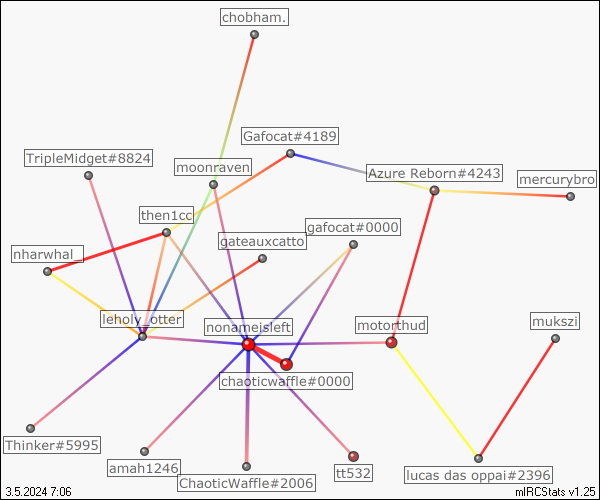 chobham.
Gafocat#4189
TripleMidget#8824
moonraven
Azure Reborn#4243
mercurybro
then1cc
gafocat#0000
gateauxcatto
nharwhal_
leholy_otter
nonameisleft
motorthud
mukszi
chaoticwaffle#0000
Thinker#5995
amah1246
tt532
lucas das oppai#2396
ChaoticWaffle#2006
3.5.2024 7:06
mIRCStats v1.25